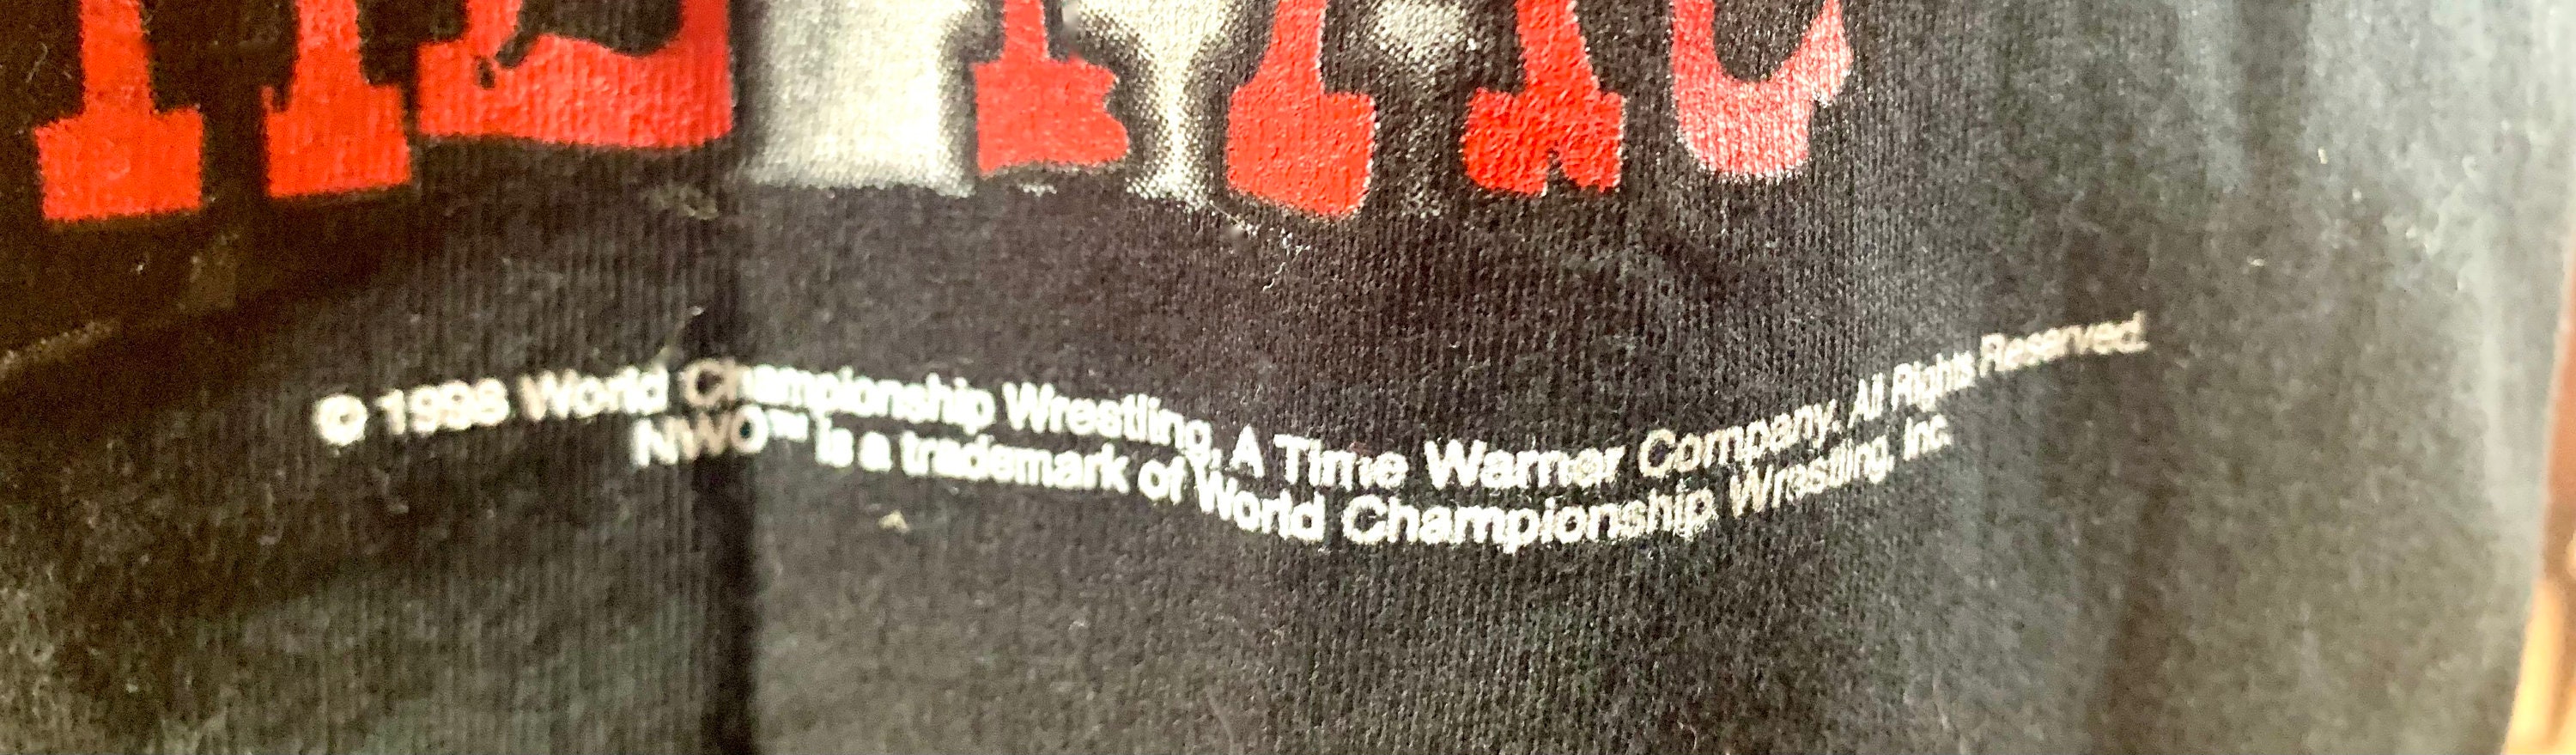 © 1998 World Championship Wrestling, A Time Warner Company. All Rights Reserved.
NWO™ is a trademark of World Championship Wrestling, Inc.